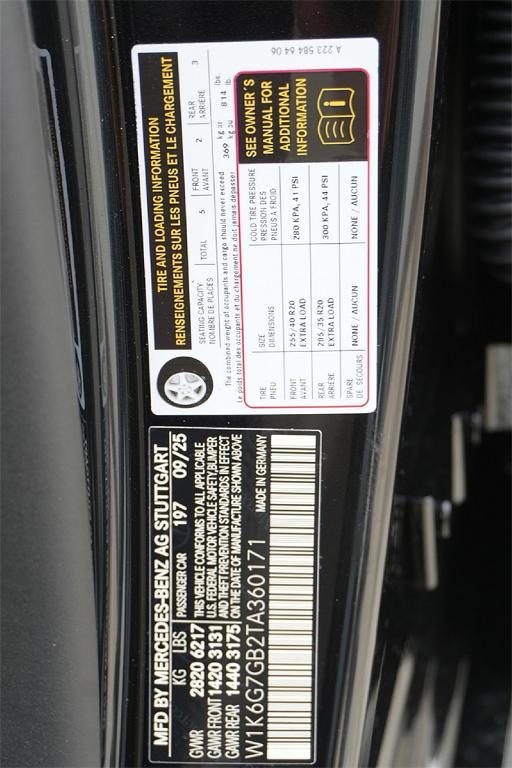 TIRE AND LOADING INFORMATION
RENSEIGNEMENTS SUR LES PNEUS ET LE CHARGEMENT
SEATING CAPACITY TOTAL 5 FRONT 2 REAR 3
NOMBRE DE PLACES AVANT ARRIÈRE
The combined weight of occupants and cargo should never exceed 369 kg or 814 lbs.
Le poids total des occupants et du chargement ne doit jamais dépasser kg ou lb.
TIRE SIZE COLD TIRE PRESSURE
PNEU DIMENSIONS PRESSION DES
PNEUS A FROID
FRONT 255/40 R20 280 KPA, 41 PSI
AVANT EXTRA LOAD
REAR 285/35 R20 300 KPA, 44 PSI
ARRIÈRE EXTRA LOAD
SPARE NONE / AUCUN NONE / AUCUN
DE SECOURS
SEE OWNER'S
MANUAL FOR
ADDITIONAL
INFORMATION
A 223 584 64 06
MFD BY MERCEDES-BENZ AG STUTTGART
KG LBS PASSENGER CAR 197 09/25
GVWR 2820 6217
GAWR FRONT 1420 3131
GAWR REAR 1440 3175
THIS VEHICLE CONFORMS TO ALL APPLICABLE
U.S. FEDERAL MOTOR VEHICLE SAFETY,BUMPER
AND THEFT PREVENTION STANDARDS IN EFFECT
ON THE DATE OF MANUFACTURE SHOWN ABOVE
W1K6G7GB2TA360171 MADE IN GERMANY